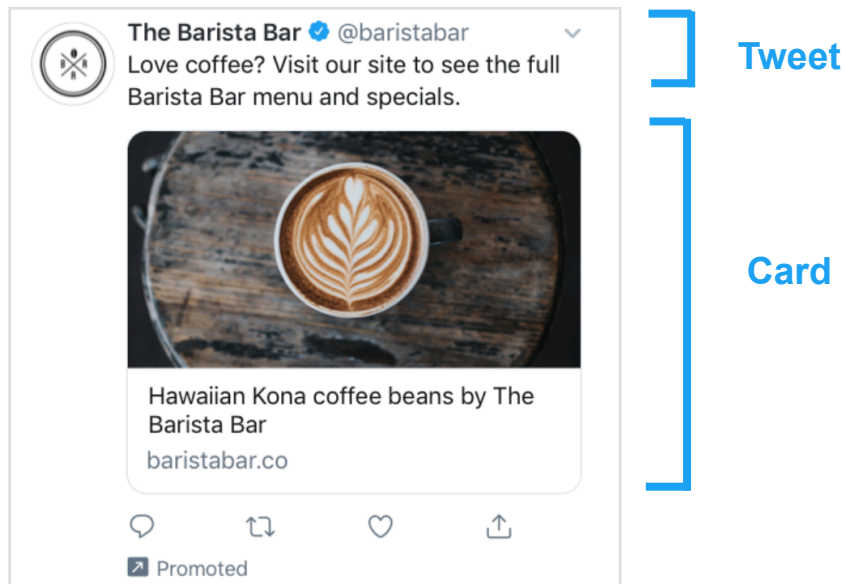 The Barista Bar @baristabar
Love coffee? Visit our site to see the full
Barista Bar menu and specials.
Tweet
Card
Hawaiian Kona coffee beans by The
Barista Bar
baristabar.co
Promoted